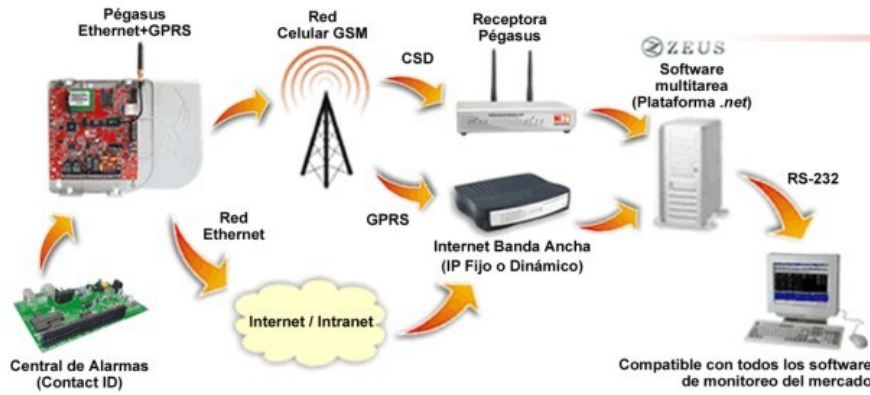 Pégasus
Ethernet+GPRS
Red
Celular GSM
CSD
Receptora
Pégasus
ZEUS
Software
multitarea
(Plataforma .net)
RS-232
GPRS
Red
Ethernet
Internet Banda Ancha
(IP Fijo o Dinámico)
Internet / Intranet
Central de Alarmas
(Contact ID)
Compatible con todos los software
de monitoreo del mercado